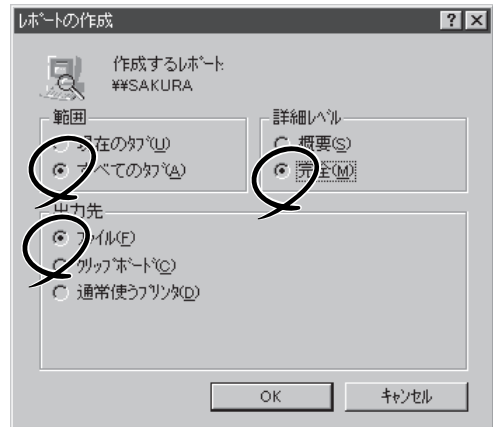 レポートの作成
作成するレポート:
¥¥SAKURA
範囲
現在のタブ(U)
すべてのタブ(A)
詳細レベル
概要(S)
完全(M)
出力先
ファイル(F)
クリップボード(C)
通常使うプリンタ(D)
OK
キャンセル